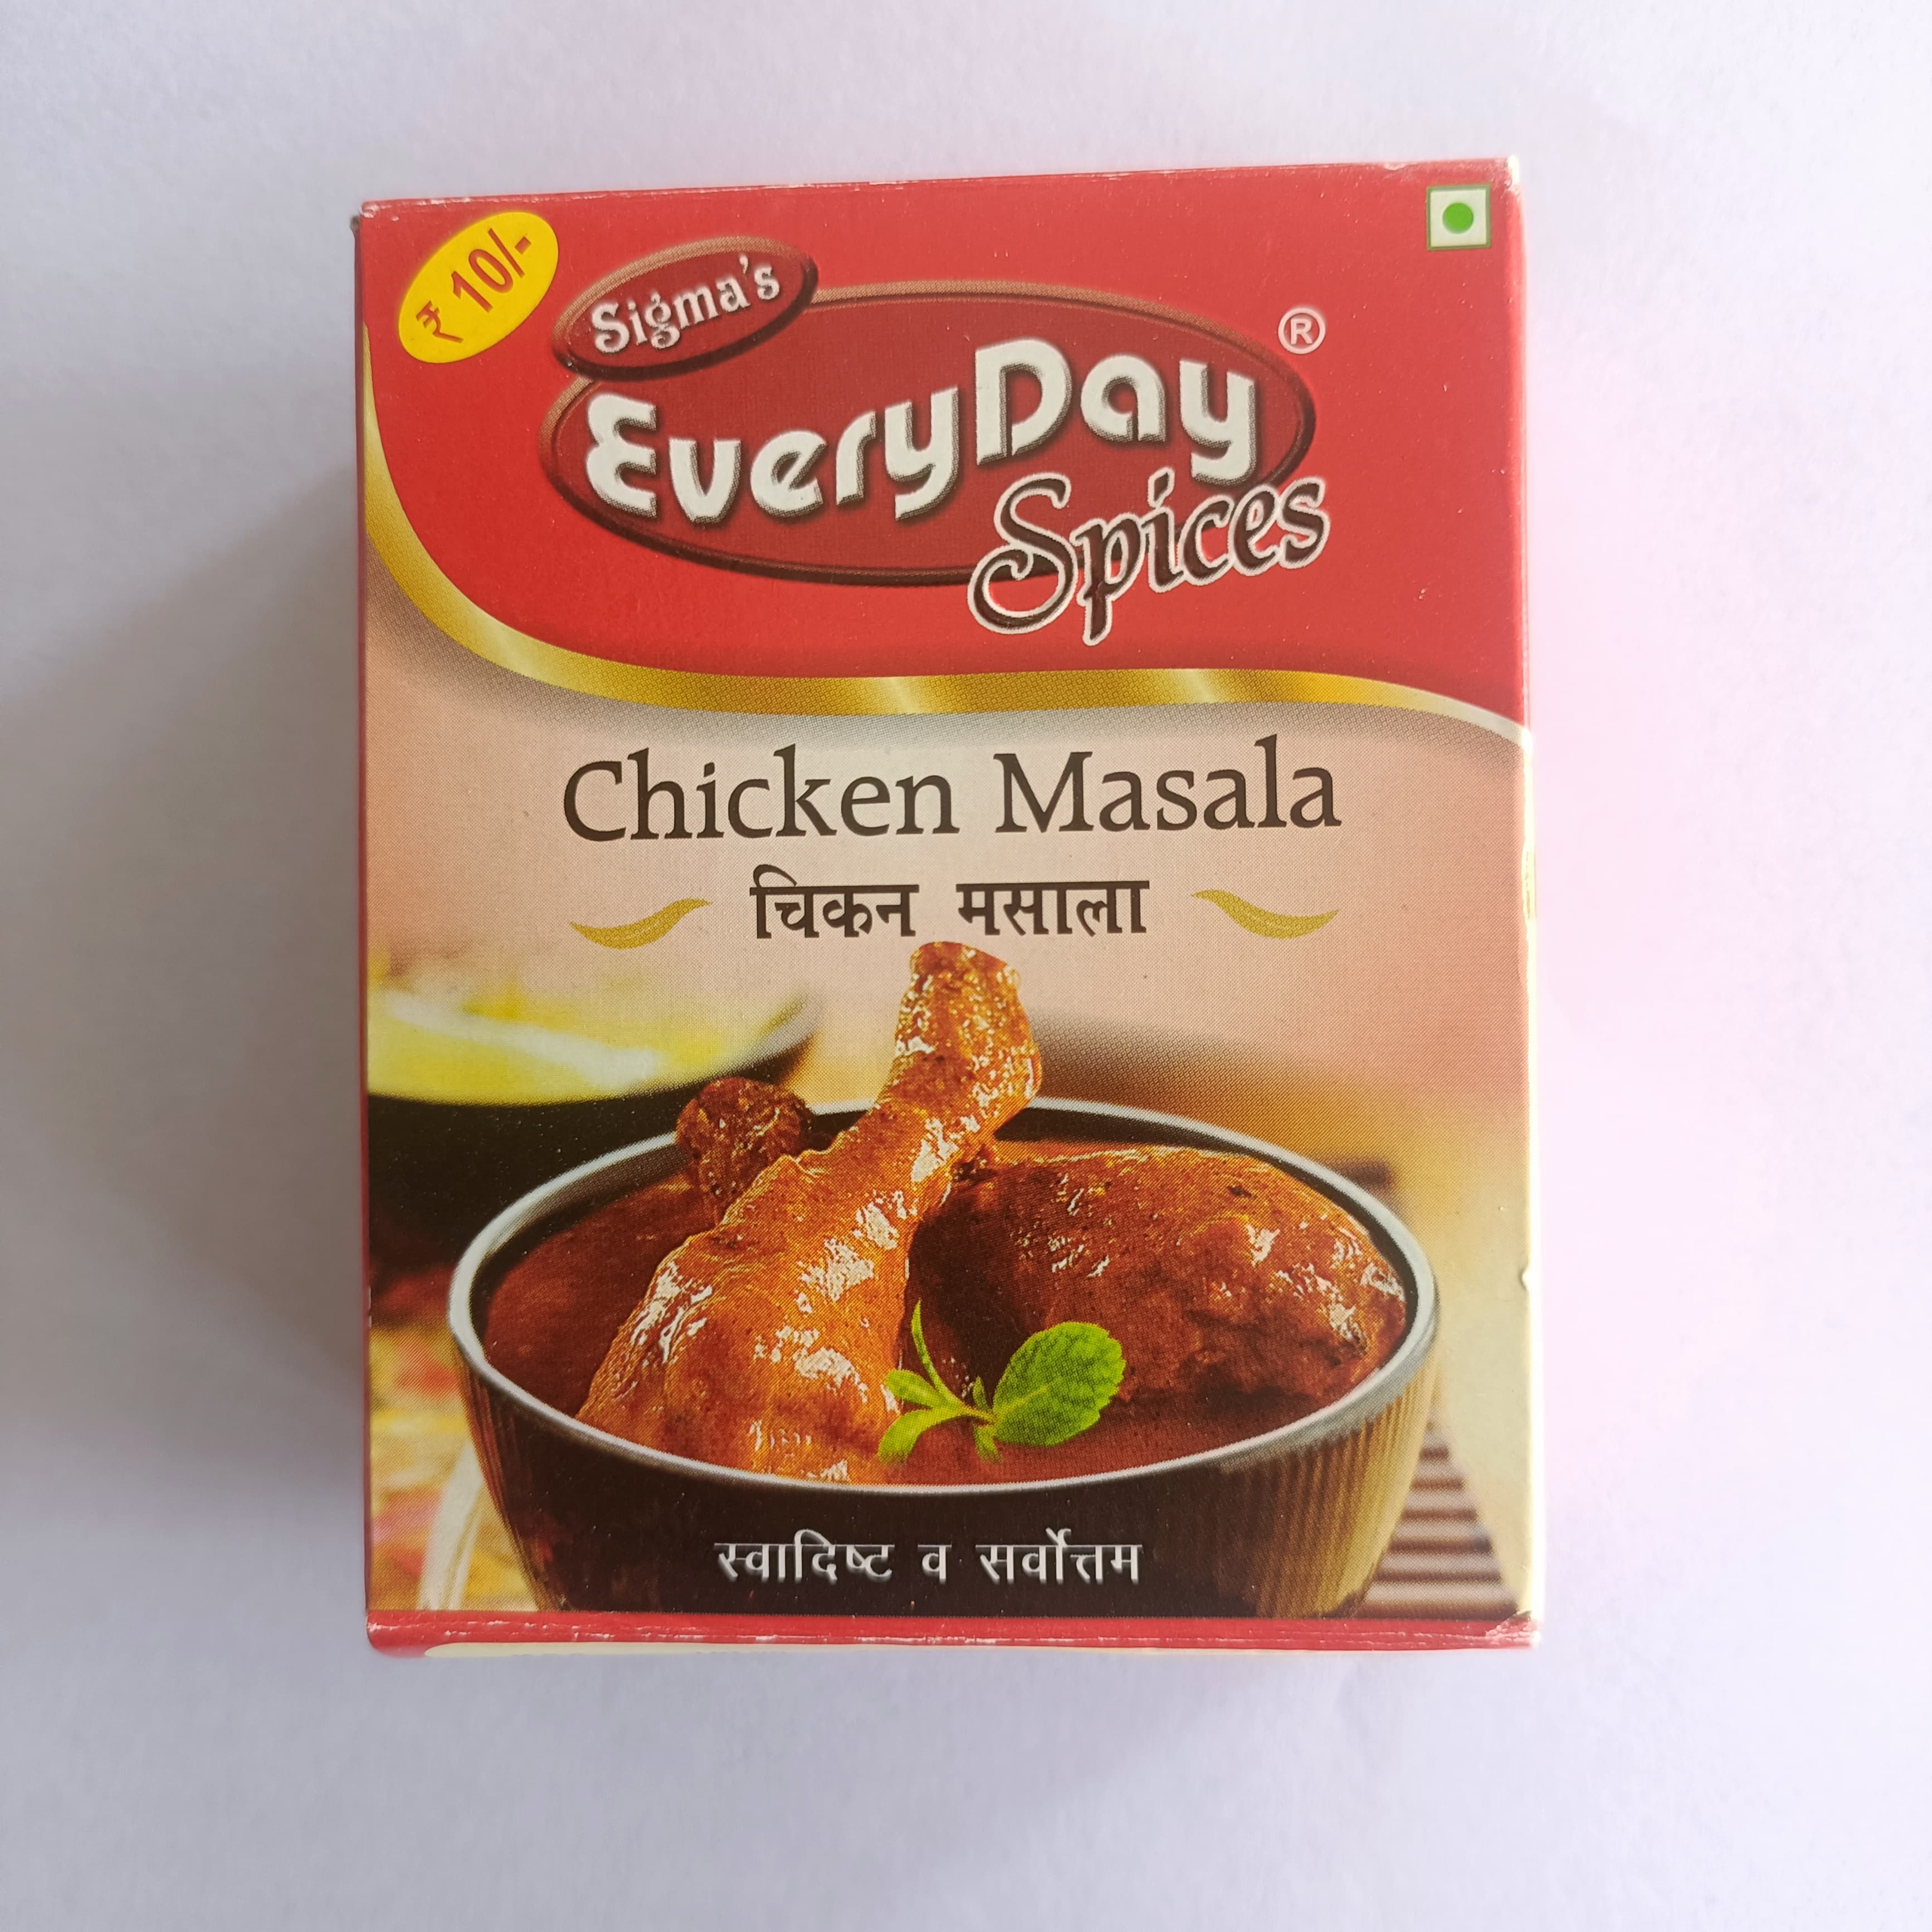 ₹ 10/-
Sigma's
EveryDay ®
Spices
Chicken Masala
चिकन मसाला
स्वादिष्ट व सर्वोत्तम